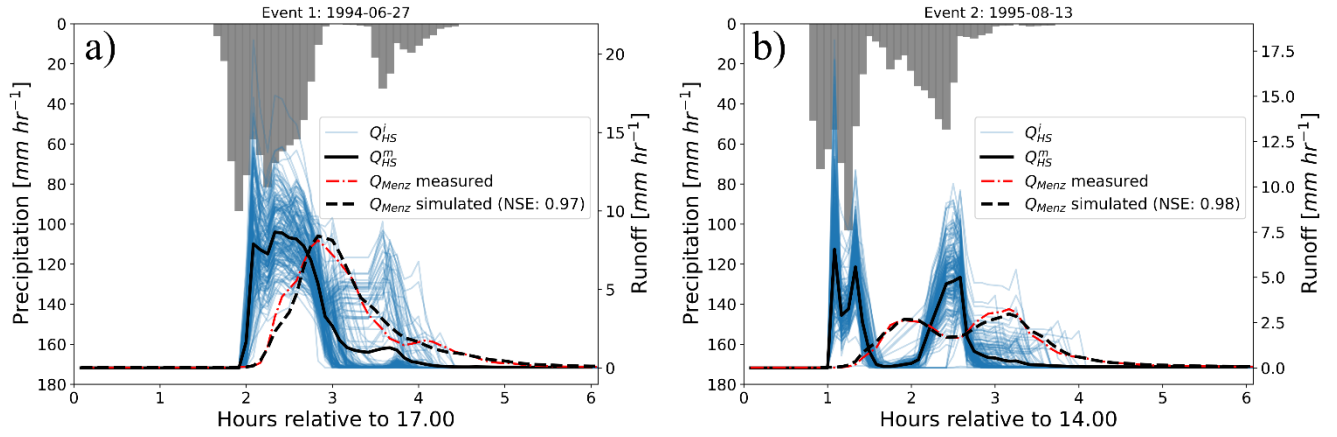 Event 1: 1994-06-27
a)
0
20
40
60
80
100
120
140
160
180
Precipitation [mm hr⁻¹]
20
15
10
5
0
Runoff [mm hr⁻¹]
Q^i_HS
Q^m_HS
Q_Menz measured
Q_Menz simulated (NSE: 0.97)
0 1 2 3 4 5 6
Hours relative to 17.00
Event 2: 1995-08-13
b)
0
20
40
60
80
100
120
140
160
180
Precipitation [mm hr⁻¹]
17.5
15.0
12.5
10.0
7.5
5.0
2.5
0.0
Runoff [mm hr⁻¹]
Q^i_HS
Q^m_HS
Q_Menz measured
Q_Menz simulated (NSE: 0.98)
0 1 2 3 4 5 6
Hours relative to 14.00